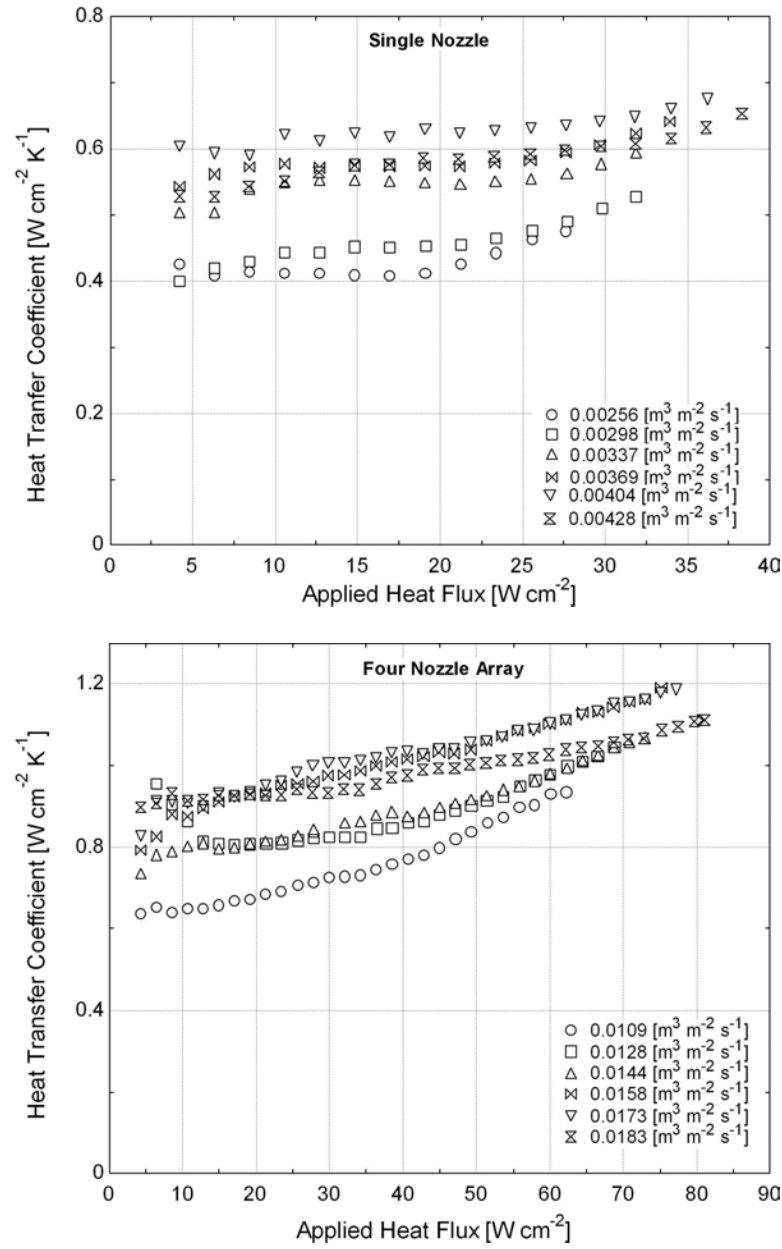 Single Nozzle
0.8
0.6
0.4
0.2
0
Heat Tranfer Coefficient [W cm⁻² K⁻¹]
0.00256 [m³ m⁻² s⁻¹]
0.00298 [m³ m⁻² s⁻¹]
0.00337 [m³ m⁻² s⁻¹]
0.00369 [m³ m⁻² s⁻¹]
0.00404 [m³ m⁻² s⁻¹]
0.00428 [m³ m⁻² s⁻¹]
0 5 10 15 20 25 30 35 40
Applied Heat Flux [W cm⁻²]
Four Nozzle Array
1.2
0.8
0.4
0
Heat Transfer Coefficient [W cm⁻² K⁻¹]
0.0109 [m³ m⁻² s⁻¹]
0.0128 [m³ m⁻² s⁻¹]
0.0144 [m³ m⁻² s⁻¹]
0.0158 [m³ m⁻² s⁻¹]
0.0173 [m³ m⁻² s⁻¹]
0.0183 [m³ m⁻² s⁻¹]
0 10 20 30 40 50 60 70 80 90
Applied Heat Flux [W cm⁻²]